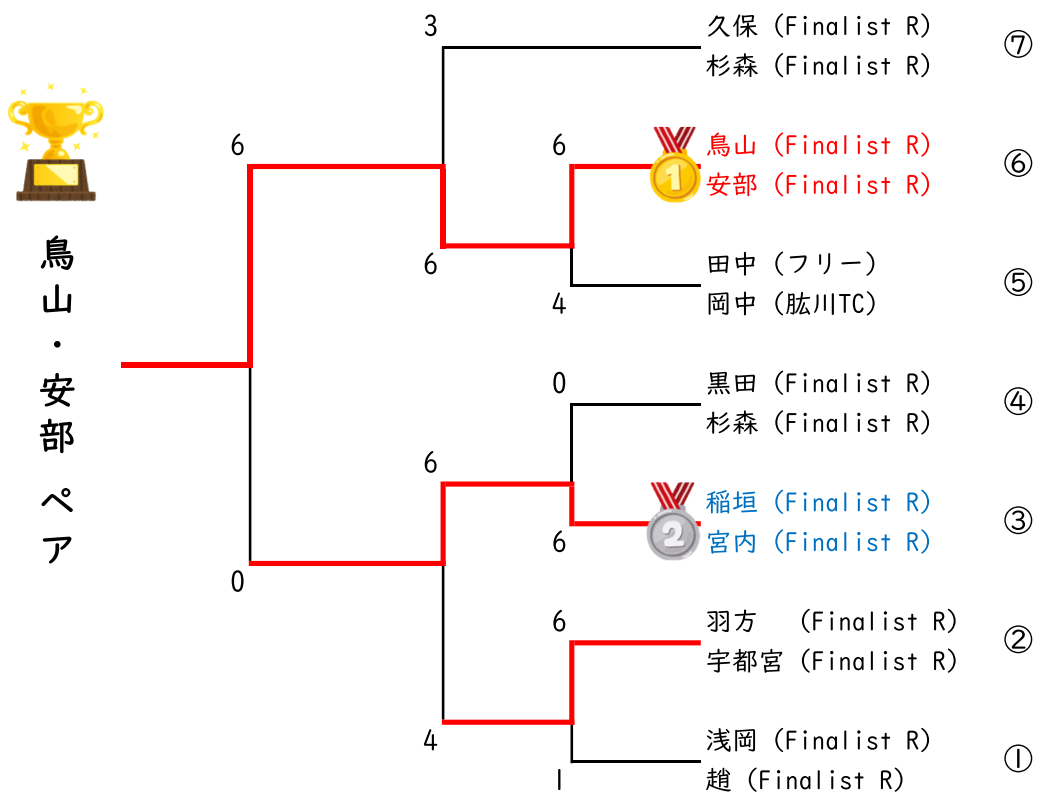 3
久保 (Finalist R)
杉森 (Finalist R)
⑦
6
6
1
鳥山 (Finalist R)
安部 (Finalist R)
⑥
鳥山・安部 ペア
6
4
田中 (フリー)
岡中 (肱川TC)
⑤
0
黒田 (Finalist R)
杉森 (Finalist R)
④
6
6
2
稲垣 (Finalist R)
宮内 (Finalist R)
③
0
6
羽方 (Finalist R)
宇都宮 (Finalist R)
②
4
1
浅岡 (Finalist R)
趙 (Finalist R)
①